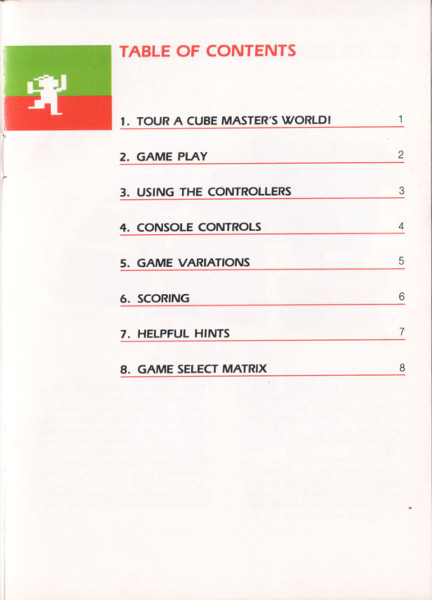 TABLE OF CONTENTS
1. TOUR A CUBE MASTER'S WORLD! 1
2. GAME PLAY 2
3. USING THE CONTROLLERS 3
4. CONSOLE CONTROLS 4
5. GAME VARIATIONS 5
6. SCORING 6
7. HELPFUL HINTS 7
8. GAME SELECT MATRIX 8